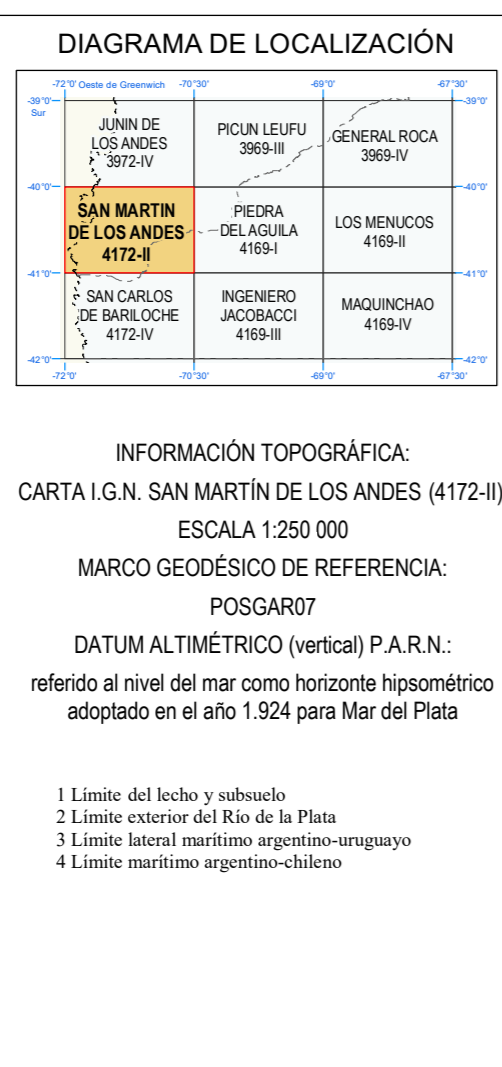 DIAGRAMA DE LOCALIZACIÓN
-72°0' Oeste de Greenwich -70°30' -69°0' -67°30'
-39°0' -39°0'
Sur
JUNIN DE
LOS ANDES
3972-IV
PICUN LEUFU
3969-III
GENERAL ROCA
3969-IV
-40°0' -40°0'
SAN MARTIN
DE LOS ANDES
4172-II
PIEDRA
DEL AGUILA
4169-I
LOS MENUCOS
4169-II
-41°0' -41°0'
SAN CARLOS
DE BARILOCHE
4172-IV
INGENIERO
JACOBACCI
4169-III
MAQUINCHAO
4169-IV
-42°0' -42°0'
-72°0' -70°30' -69°0' -67°30'
INFORMACIÓN TOPOGRÁFICA:
CARTA I.G.N. SAN MARTÍN DE LOS ANDES (4172-II)
ESCALA 1:250 000
MARCO GEODÉSICO DE REFERENCIA:
POSGAR07
DATUM ALTIMÉTRICO (vertical) P.A.R.N.:
referido al nivel del mar como horizonte hipsométrico
adoptado en el año 1.924 para Mar del Plata
1 Límite del lecho y subsuelo
2 Límite exterior del Río de la Plata
3 Límite lateral marítimo argentino-uruguayo
4 Límite marítimo argentino-chileno